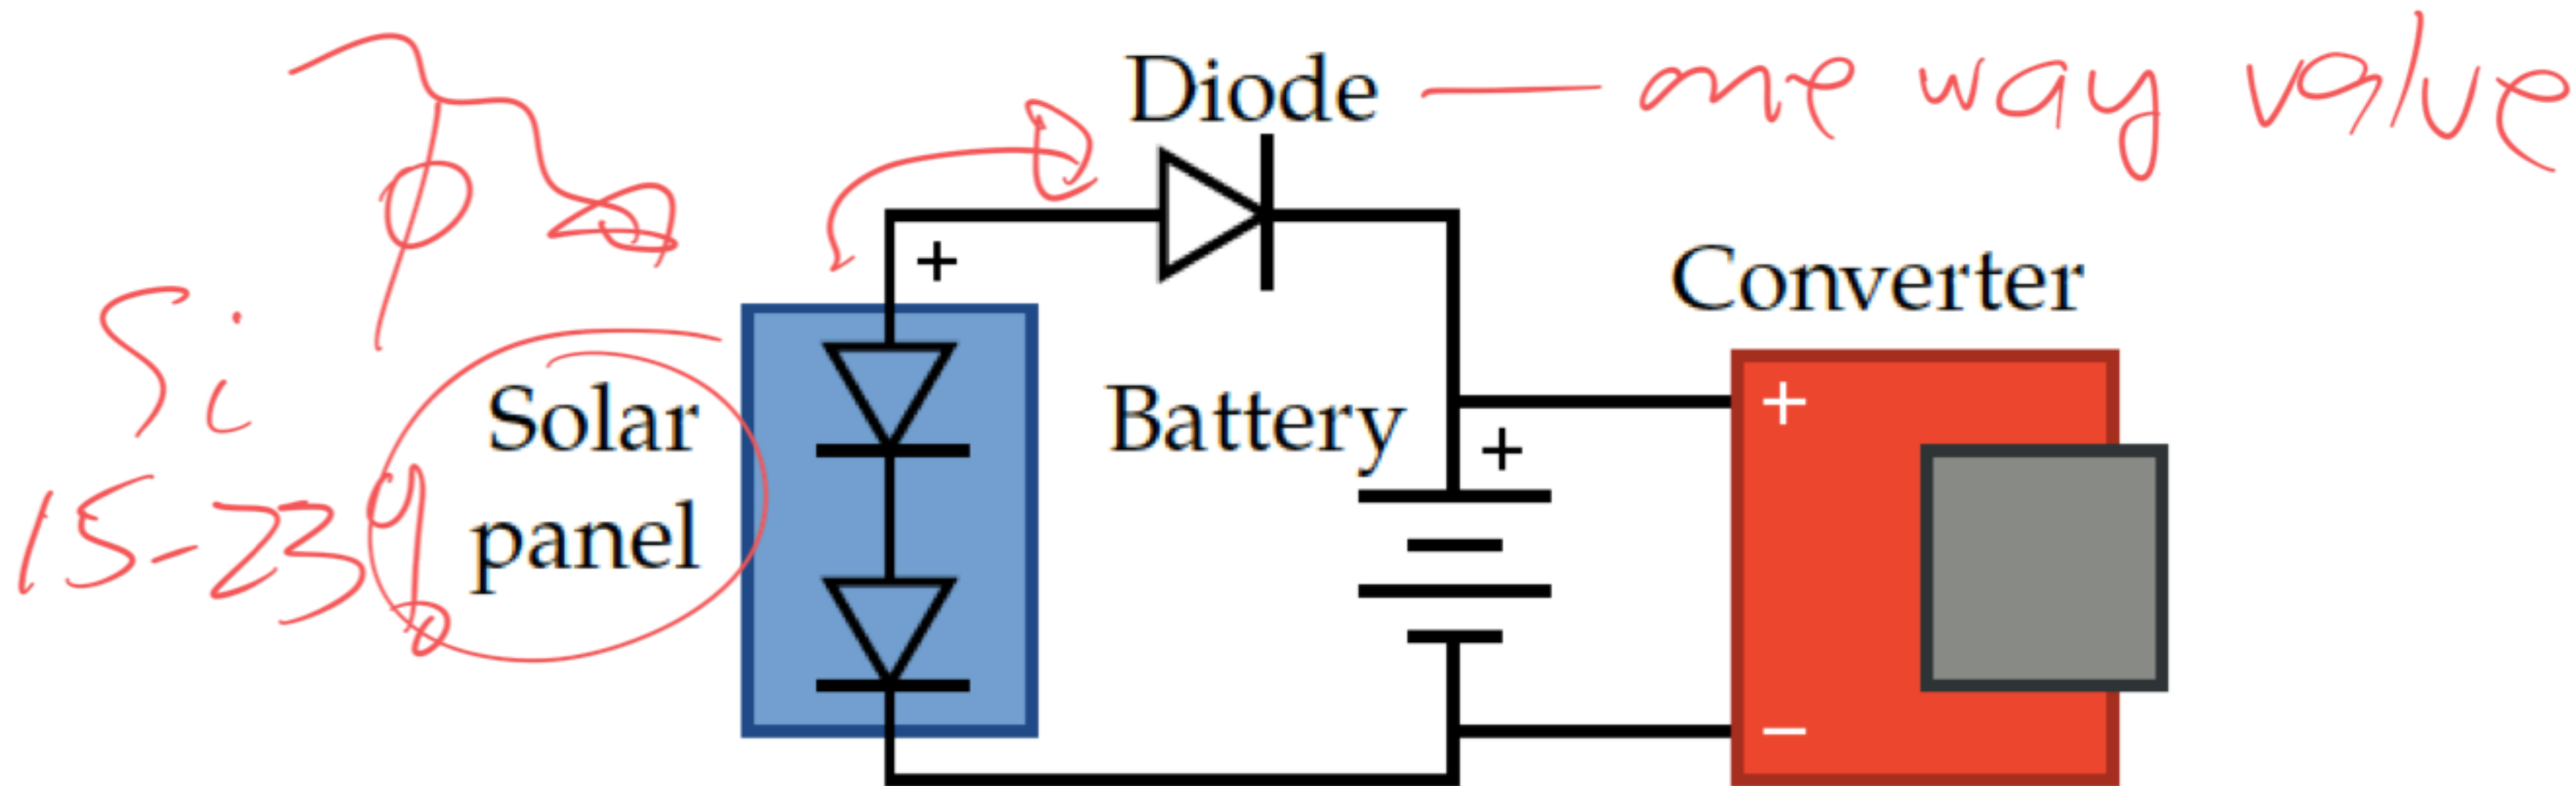 Diode — one way valve
+
Converter
Si
Solar
panel
Battery
+
+
15-23%
−